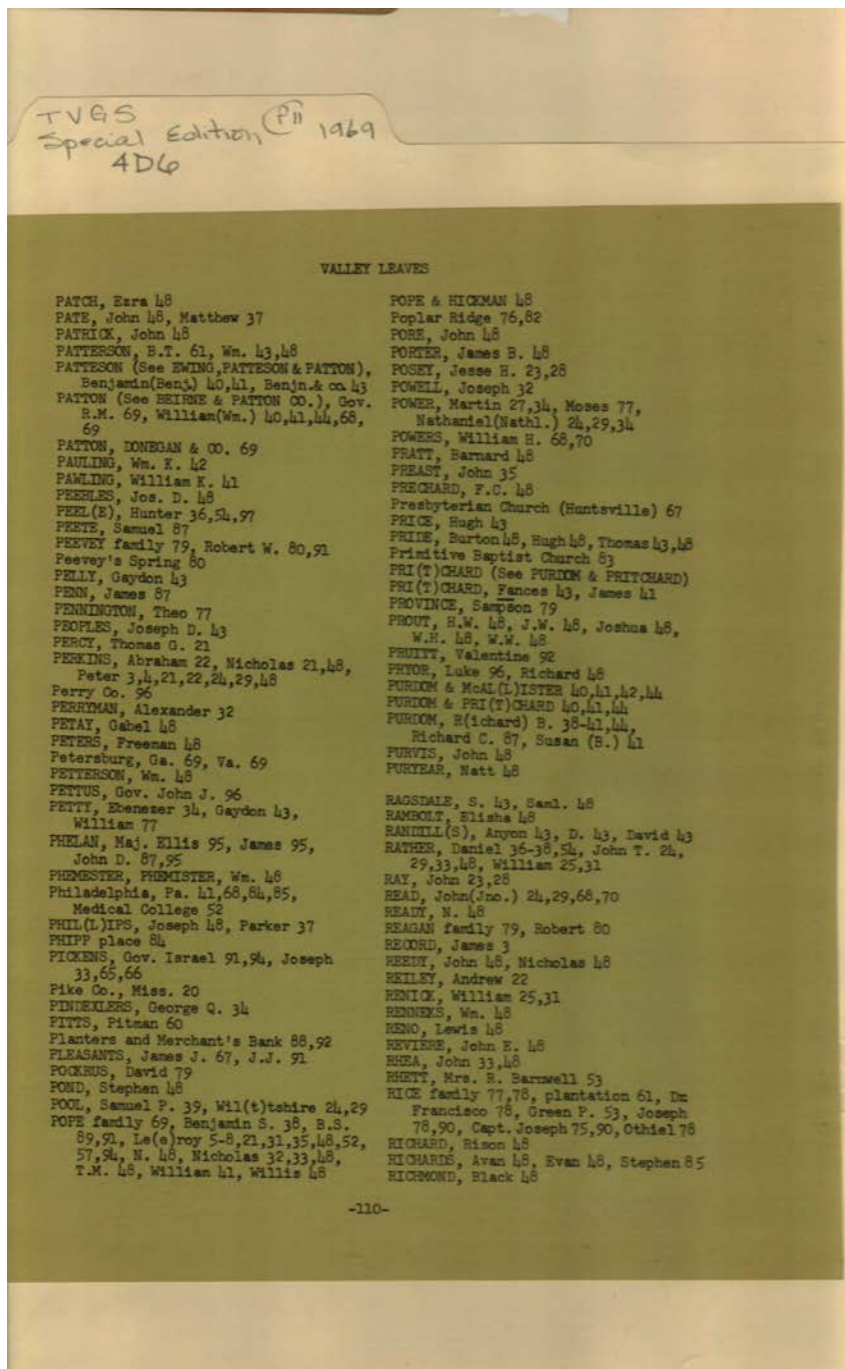 TVGS
Special Edition P11 1969
4D6
VALLEY LEAVES
PATCH, Ezra 48
PATE, John 48, Matthew 37
PATRICK, John 48
PATTERSON, B.T. 61, Wm. 43,48
PATTESON (See EWING,PATTESON & PATTON),
Benjamin(Benj.) 40,41, Benjn.& co. 43
PATTON (See BEIRNE & PATTON CO.), Gov.
R.M. 69, William(Wm.) 40,41,44,68,
69
PATTON, DONEGAN & CO. 69
PAULING, Wm. K. 42
PAWLING, William K. 41
PEEBLES, Jos. D. 48
PEEL(E), Hunter 36,54,97
PEETE, Samuel 87
PEEVEY family 79, Robert W. 80,91
Peevey's Spring 80
PELLY, Gaydon 43
PENN, James 87
PENNINGTON, Theo 77
PEOPLES, Joseph D. 43
PERCY, Thomas G. 21
PERKINS, Abraham 22, Nicholas 21,48,
Peter 3,4,21,22,24,29,48
Perry Co. 96
PERRYMAN, Alexander 32
PETAY, Gabel 48
PETERS, Freeman 48
Petersburg, Ga. 69, Va. 69
PETTERSON, Wm. 48
PETTUS, Gov. John J. 96
PETTY, Ebenezer 34, Gaydon 43,
William 77
PHELAN, Maj. Ellis 95, James 95,
John D. 87,95
PHEMESTER, PHEMISTER, Wm. 48
Philadelphia, Pa. 41,68,84,85,
Medical College 52
PHIL(L)IPS, Joseph 48, Parker 37
PHIPP place 84
PICKENS, Gov. Israel 91,94, Joseph
33,65,66
Pike Co., Miss. 20
PINDEXLERS, George Q. 34
PITTS, Pitman 60
Planters and Merchant's Bank 88,92
PLEASANTS, James J. 67, J.J. 91
POCKRUS, David 79
POND, Stephen 48
POOL, Samuel P. 39, Wil(t)tshire 24,29
POPE family 69, Benjamin S. 38, B.S.
89,91, Le(e)roy 5-8,21,31,35,48,52,
57,94, N. 48, Nicholas 32,33,48,
T.M. 48, William 41, Willis 48
POPE & HICKMAN 48
Poplar Ridge 76,82
PORE, John 48
PORTER, James B. 48
POSEY, Jesse H. 23,28
POWELL, Joseph 32
POWER, Martin 27,34, Moses 77,
Nathaniel(Nathl.) 24,29,34
POWERS, William H. 68,70
PRATT, Barnard 48
PREAST, John 35
PRECHARD, F.C. 48
Presbyterian Church (Huntsville) 67
PRICE, Hugh 43
PRIDE, Burton 48, Hugh 48, Thomas 43,48
Primitive Baptist Church 83
PRI(T)CHARD (See PURDOM & PRITCHARD)
PRI(T)CHARD, Fances 43, James 41
PROVINCE, Sampson 79
PROUT, H.W. 48, J.W. 48, Joshua 48,
W.H. 48, W.W. 48
PRUITT, Valentine 92
PRYOR, Luke 96, Richard 48
PURDOM & McAL(L)ISTER 40,41,42,44
PURDOM & PRI(T)CHARD 40,41,44
PURDOM, R(ichard) B. 38-41,44,
Richard C. 87, Susan (B.) 41
PURVIS, John 48
PURYEAR, Natt 48
RAGSDALE, S. 43, Saml. 48
RAMBOLT, Elisha 48
RANDILL(S), Anyon 43, D. 43, David 43
RATHER, Daniel 36-38,54, John T. 24,
29,33,48, William 25,31
RAY, John 23,28
READ, John(Jno.) 24,29,68,70
READY, N. 48
REAGAN family 79, Robert 80
RECORD, James 3
REEDY, John 48, Nicholas 48
REILEY, Andrew 22
RENICK, William 25,31
RENNEKS, Wm. 48
RENO, Lewis 48
REVIERE, John E. 48
RHEA, John 33,48
RHETT, Mrs. R. Barnwell 53
RICE family 77,78, plantation 61, Dr.
Francisco 78, Green P. 53, Joseph
78,90, Capt. Joseph 75,90, Othiel 78
RICHARD, Rison 48
RICHARDS, Avan 48, Evan 48, Stephen 85
RICHMOND, Black 48
-110-